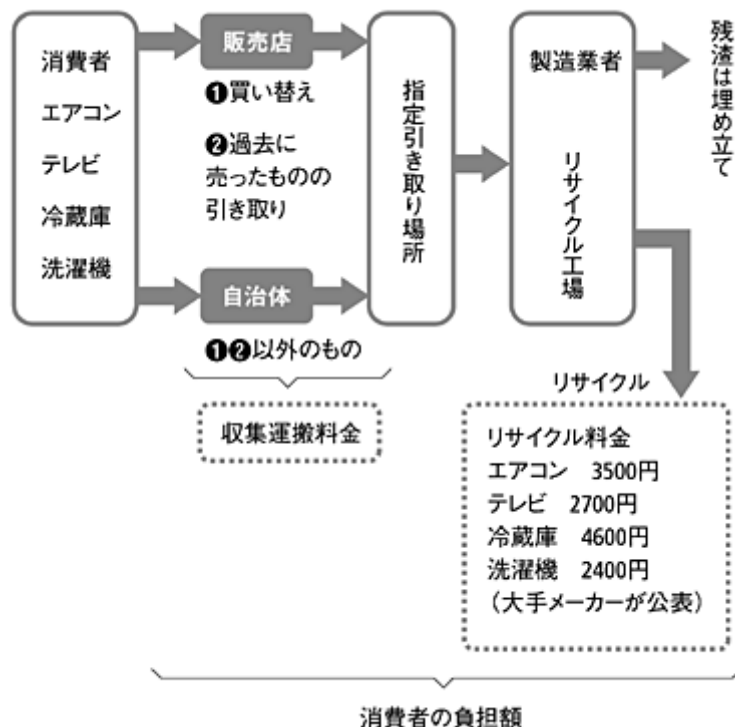 消費者
エアコン
テレビ
冷蔵庫
洗濯機
販売店
❶買い替え
❷過去に
売ったものの
引き取り
自治体
❶❷以外のもの
収集運搬料金
指定引き取り場所
製造業者
リサイクル工場
残渣は埋め立て
リサイクル
リサイクル料金
エアコン　3500円
テレビ　2700円
冷蔵庫　4600円
洗濯機　2400円
（大手メーカーが公表）
消費者の負担額